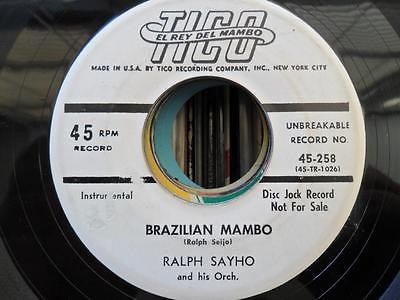 TICO
EL REY DEL MAMBO
MADE IN U.S.A. BY TICO RECORDING COMPANY, INC., NEW YORK CITY
45 RPM
RECORD
UNBREAKABLE
RECORD NO.
45-258
(45-TR-1026)
Instrumental
Disc Jock Record
Not For Sale
BRAZILIAN MAMBO
(Ralph Seijo)
RALPH SAYHO
and his Orch.